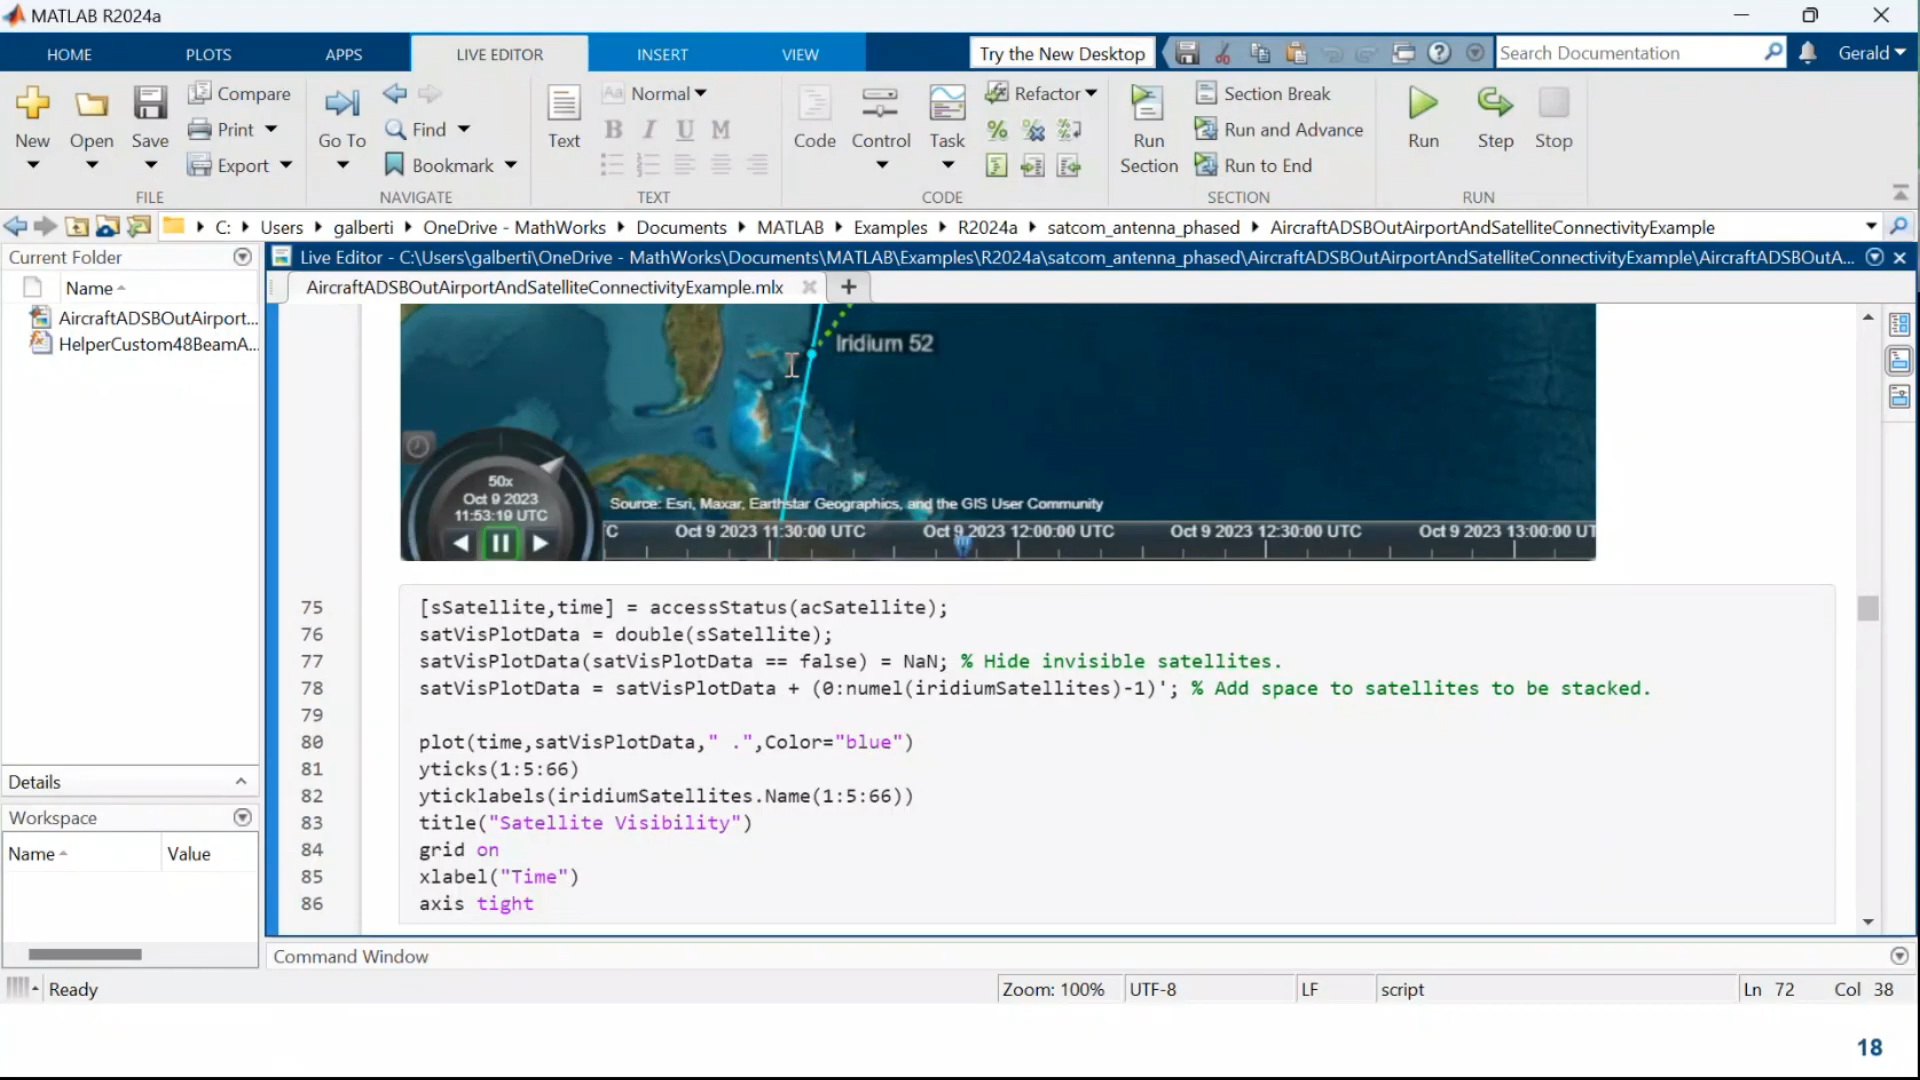 MATLAB R2024a
HOME PLOTS APPS LIVE EDITOR INSERT VIEW Try the New Desktop Search Documentation Gerald
New Open Save Compare Print Export
FILE
Go To Find Bookmark
NAVIGATE
Text Aa Normal B I U M
TEXT
Code Control Task Refactor
CODE
Run Section Section Break Run and Advance Run to End
SECTION
Run Step Stop
RUN
C: Users galberti OneDrive - MathWorks Documents MATLAB Examples R2024a satcom_antenna_phased AircraftADSBOutAirportAndSatelliteConnectivityExample
Current Folder
Name
AircraftADSBOutAirport...
HelperCustom48BeamA...
Details
Workspace
Name Value
Live Editor - C:\Users\galberti\OneDrive - MathWorks\Documents\MATLAB\Examples\R2024a\satcom_antenna_phased\AircraftADSBOutAirportAndSatelliteConnectivityExample\AircraftADSBOutA...
AircraftADSBOutAirportAndSatelliteConnectivityExample.mlx
Iridium 52
50x
Oct 9 2023
11:53:19 UTC
Source: Esri, Maxar, Earthstar Geographics, and the GIS User Community
C Oct 9 2023 11:30:00 UTC Oct 9 2023 12:00:00 UTC Oct 9 2023 12:30:00 UTC Oct 9 2023 13:00:00 UT
75 [sSatellite,time] = accessStatus(acSatellite);
76 satVisPlotData = double(sSatellite);
77 satVisPlotData(satVisPlotData == false) = NaN; % Hide invisible satellites.
78 satVisPlotData = satVisPlotData + (0:numel(iridiumSatellites)-1)'; % Add space to satellites to be stacked.
79
80 plot(time,satVisPlotData," .",Color="blue")
81 yticks(1:5:66)
82 yticklabels(iridiumSatellites.Name(1:5:66))
83 title("Satellite Visibility")
84 grid on
85 xlabel("Time")
86 axis tight
Command Window
Ready Zoom: 100% UTF-8 LF script Ln 72 Col 38
18